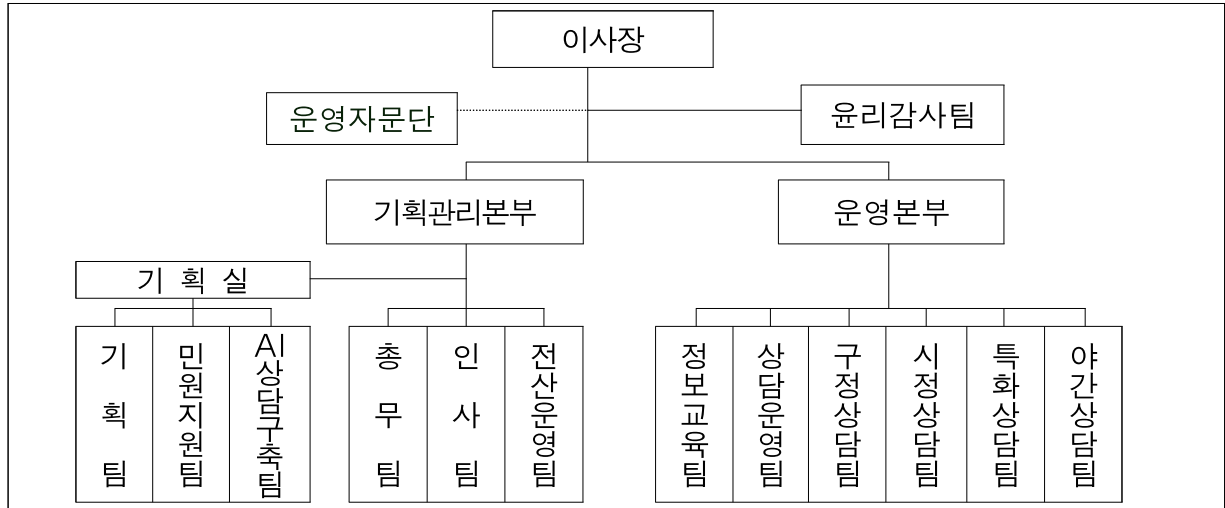 이사장
운영자문단
윤리감사팀
기획관리본부
운영본부
기 획 실
기획팀
민원지원팀
AI상담구축팀
총무팀
인사팀
전산운영팀
정보교육팀
상담운영팀
구정상담팀
시정상담팀
특화상담팀
야간상담팀